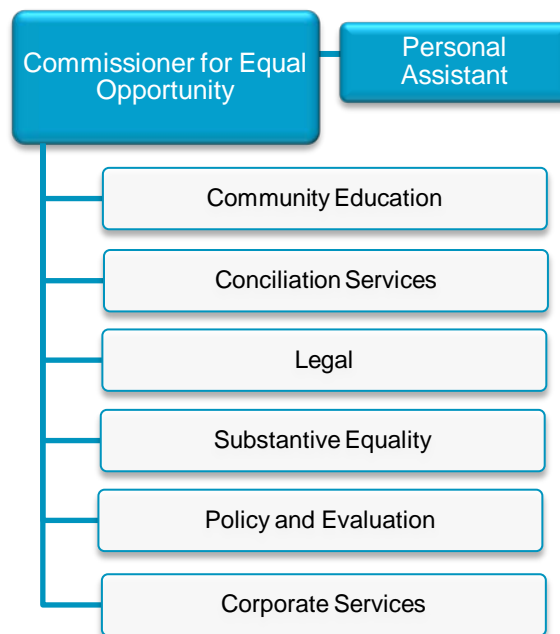 Commissioner for Equal
Opportunity
Personal
Assistant
Community Education
Conciliation Services
Legal
Substantive Equality
Policy and Evaluation
Corporate Services